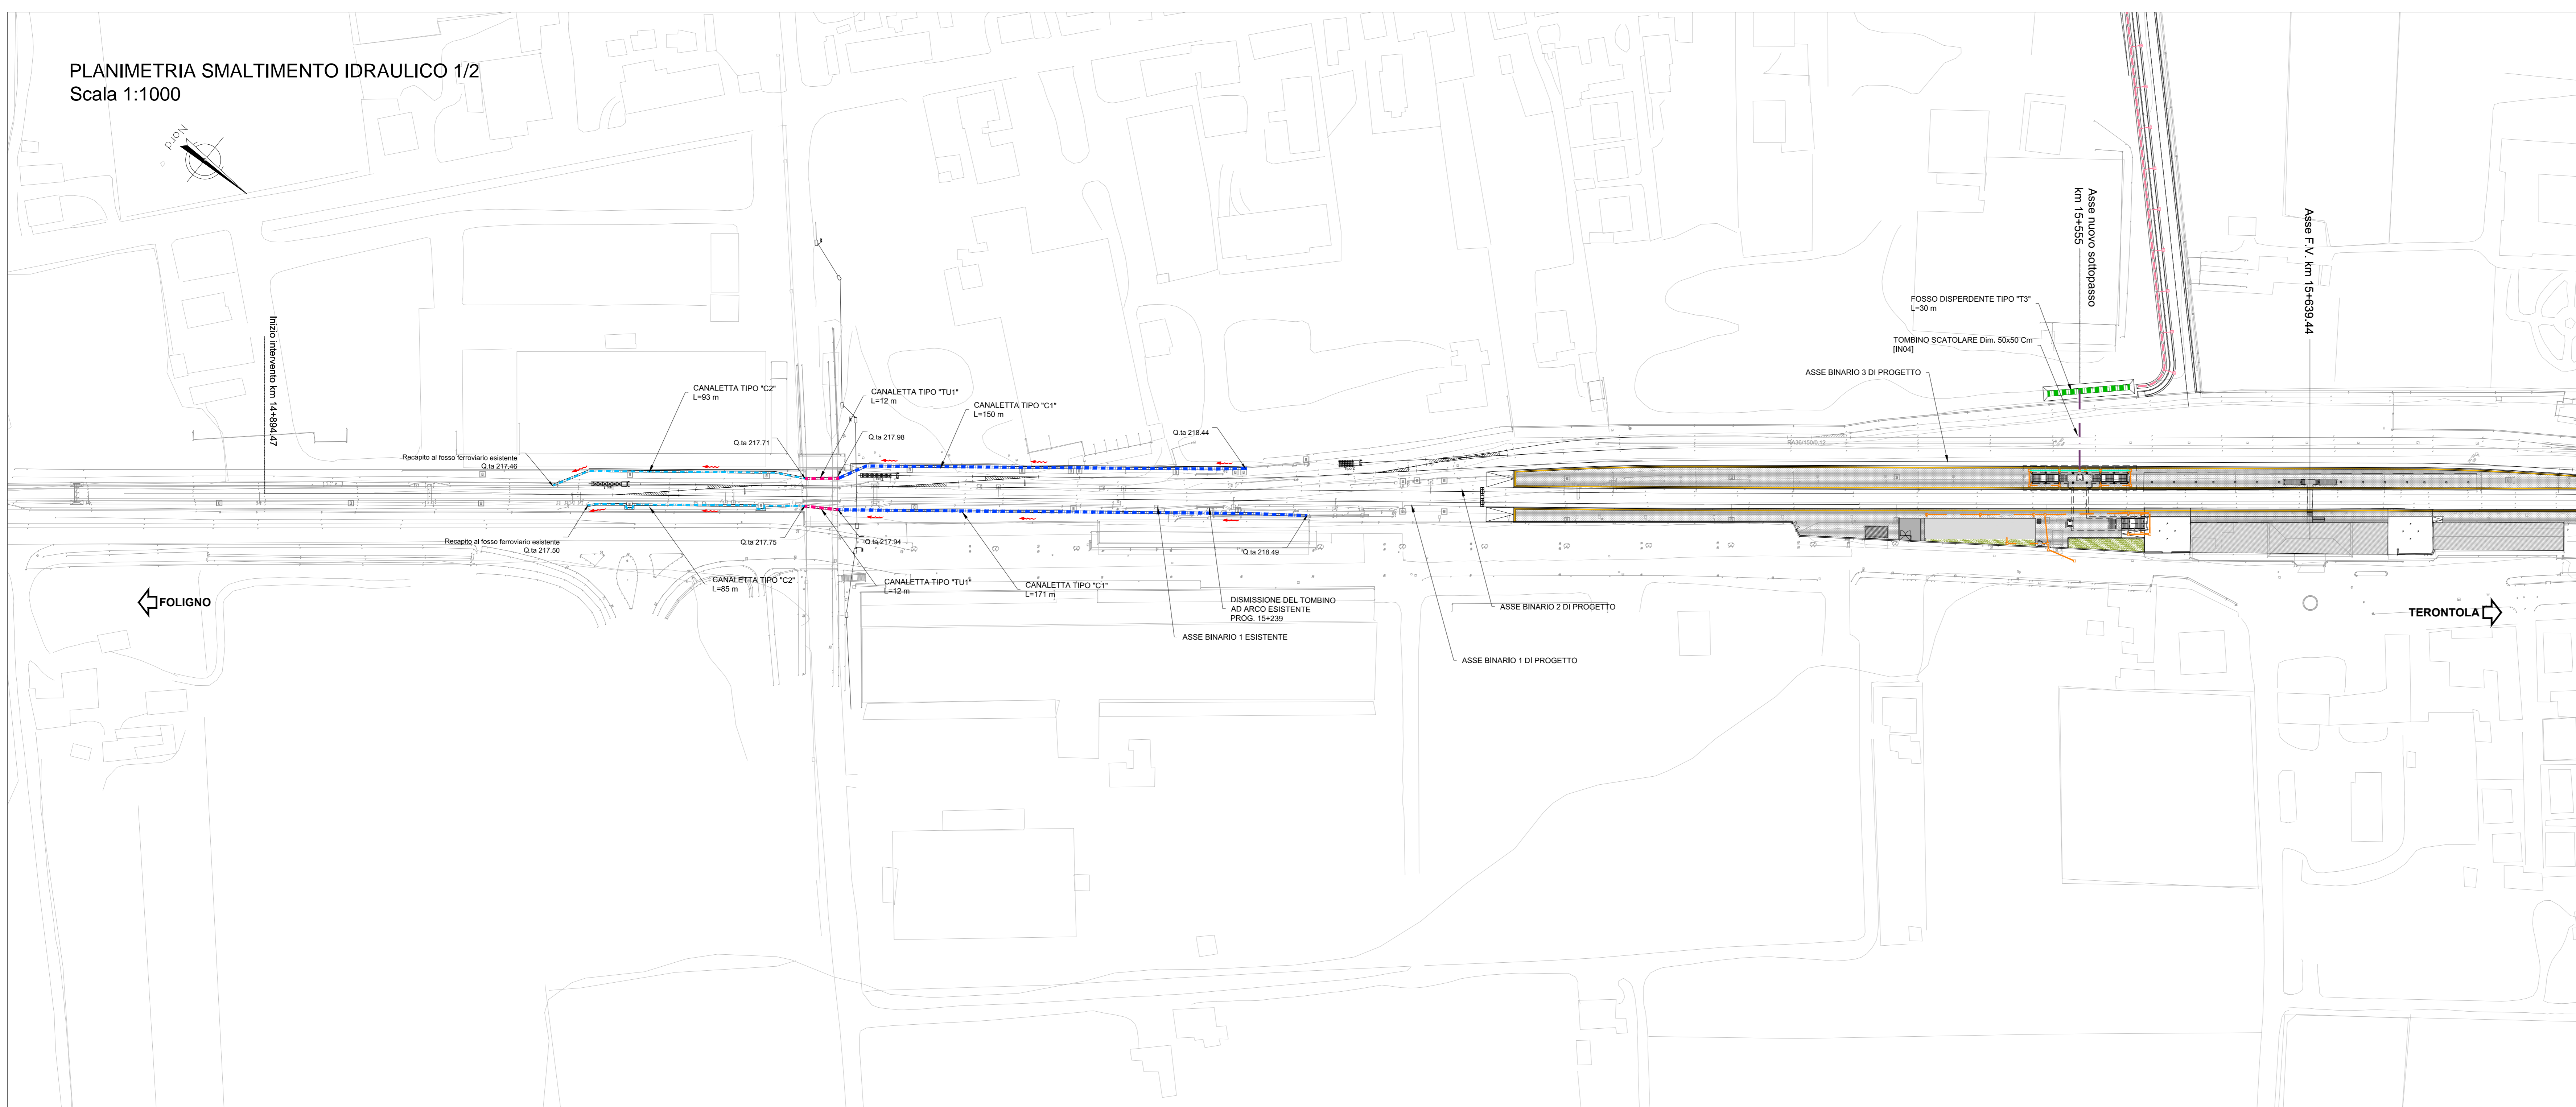 PLANIMETRIA SMALTIMENTO IDRAULICO 1/2
Scala 1:1000
Nord
Inizio intervento km 14+894.47
CANALETTA TIPO "C2"
L=93 m
CANALETTA TIPO "TU1"
L=12 m
CANALETTA TIPO "C1"
L=150 m
Q.ta 217.71
Q.ta 217.98
Q.ta 218.44
Recapito al fosso ferroviario esistente
Q.ta 217.46
Recapito al fosso ferroviario esistente
Q.ta 217.50
Q.ta 217.75
Q.ta 217.94
Q.ta 218.49
CANALETTA TIPO "C2"
L=85 m
CANALETTA TIPO "TU1"
L=12 m
CANALETTA TIPO "C1"
L=171 m
DISMISSIONE DEL TOMBINO
AD ARCO ESISTENTE
PROG. 15+239
ASSE BINARIO 1 ESISTENTE
ASSE BINARIO 2 DI PROGETTO
ASSE BINARIO 1 DI PROGETTO
FOLIGNO
Asse nuovo sottopasso
km 15+555
Asse F.V. km 15+639.44
FOSSO DISPERDENTE TIPO "T3"
L=30 m
TOMBINO SCATOLARE Dim. 50x50 Cm
[IN04]
ASSE BINARIO 3 DI PROGETTO
TERONTOLA